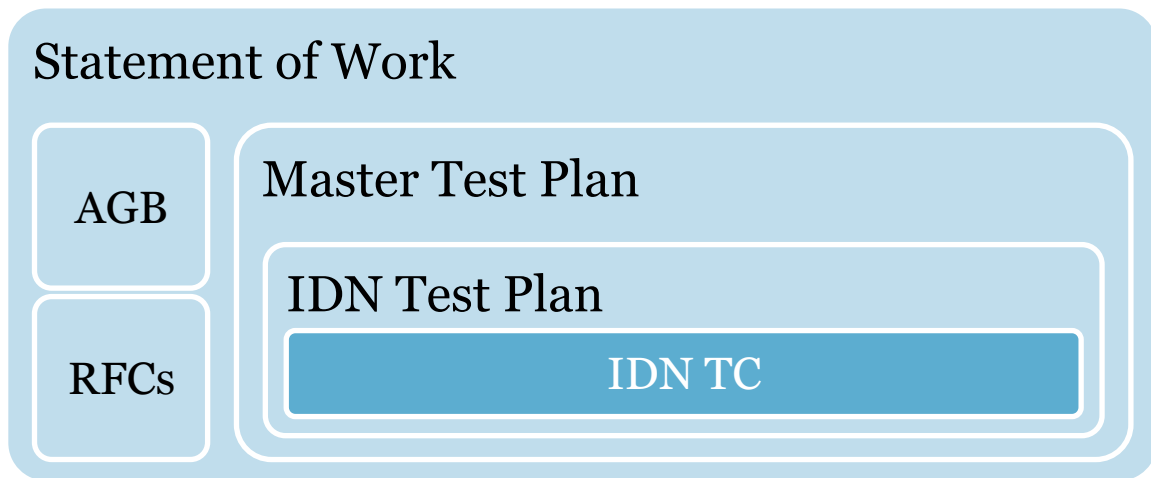 Statement of Work
AGB
Master Test Plan
IDN Test Plan
RFCs
IDN TC